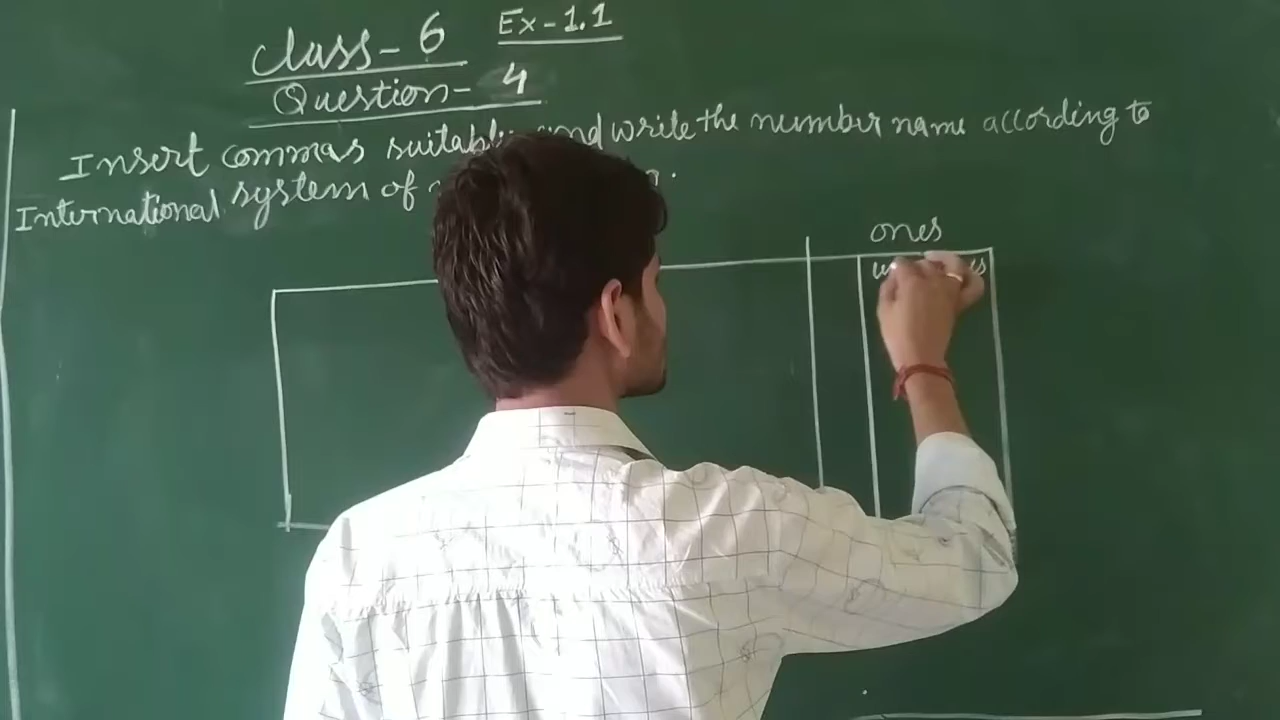 Class-6 Ex-1.1
Question-4
Insert commas and write the number name according to
International system of
ones